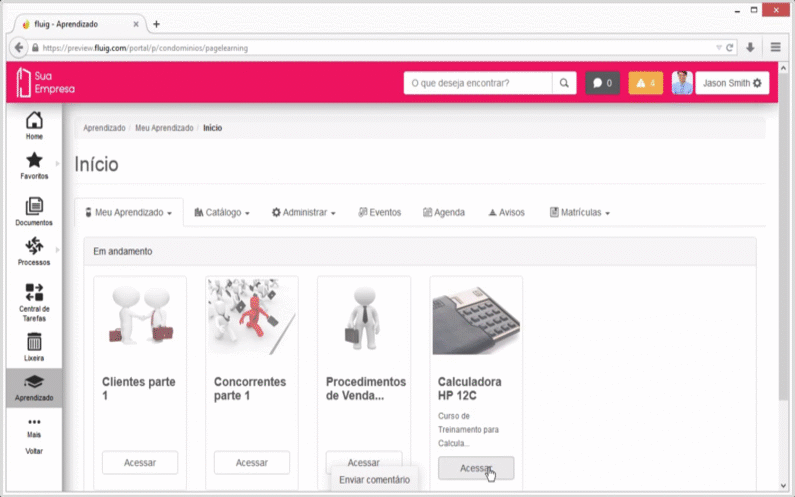 fluig - Aprendizado
https://preview.fluig.com/portal/p/condominios/pagelearning
Sua
Empresa
O que deseja encontrar?
0
4
Jason Smith
Home
Favoritos
Documentos
Processos
Central de
Tarefas
Lixeira
Aprendizado
Mais
Voltar
Aprendizado / Meu Aprendizado / Início
Início
Meu Aprendizado
Catálogo
Administrar
Eventos
Agenda
Avisos
Matrículas
Em andamento
Clientes parte
1
Acessar
Concorrentes
parte 1
Acessar
Procedimentos
de Venda...
Acessar
Calculadora
HP 12C
Curso de
Treinamento para
Calcula...
Acessar
Enviar comentário